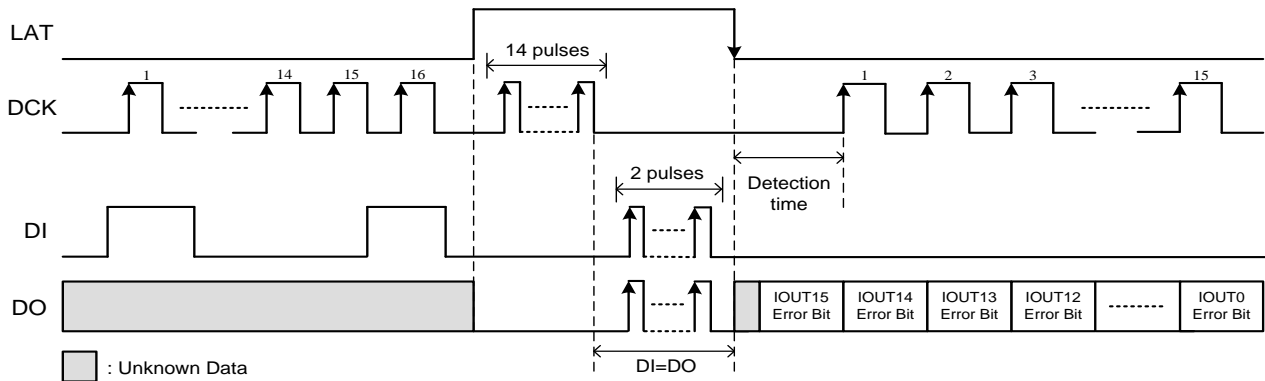 LAT
14 pulses
DCK
1
14
15
16
1
2
3
15
2 pulses
Detection
time
DI
DO
IOUT15
Error Bit
IOUT14
Error Bit
IOUT13
Error Bit
IOUT12
Error Bit
IOUT0
Error Bit
: Unknown Data
DI=DO